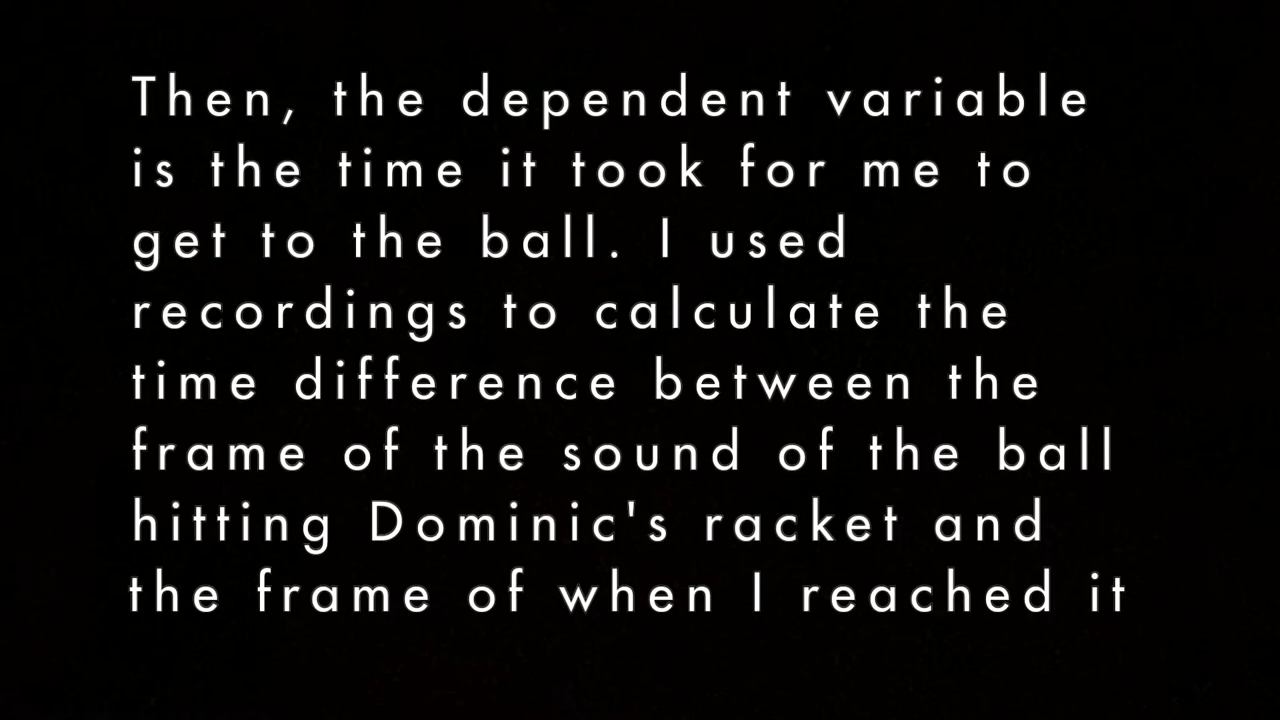 Then, the dependent variable
is the time it took for me to
get to the ball. I used
recordings to calculate the
time difference between the
frame of the sound of the ball
hitting Dominic's racket and
the frame of when I reached it